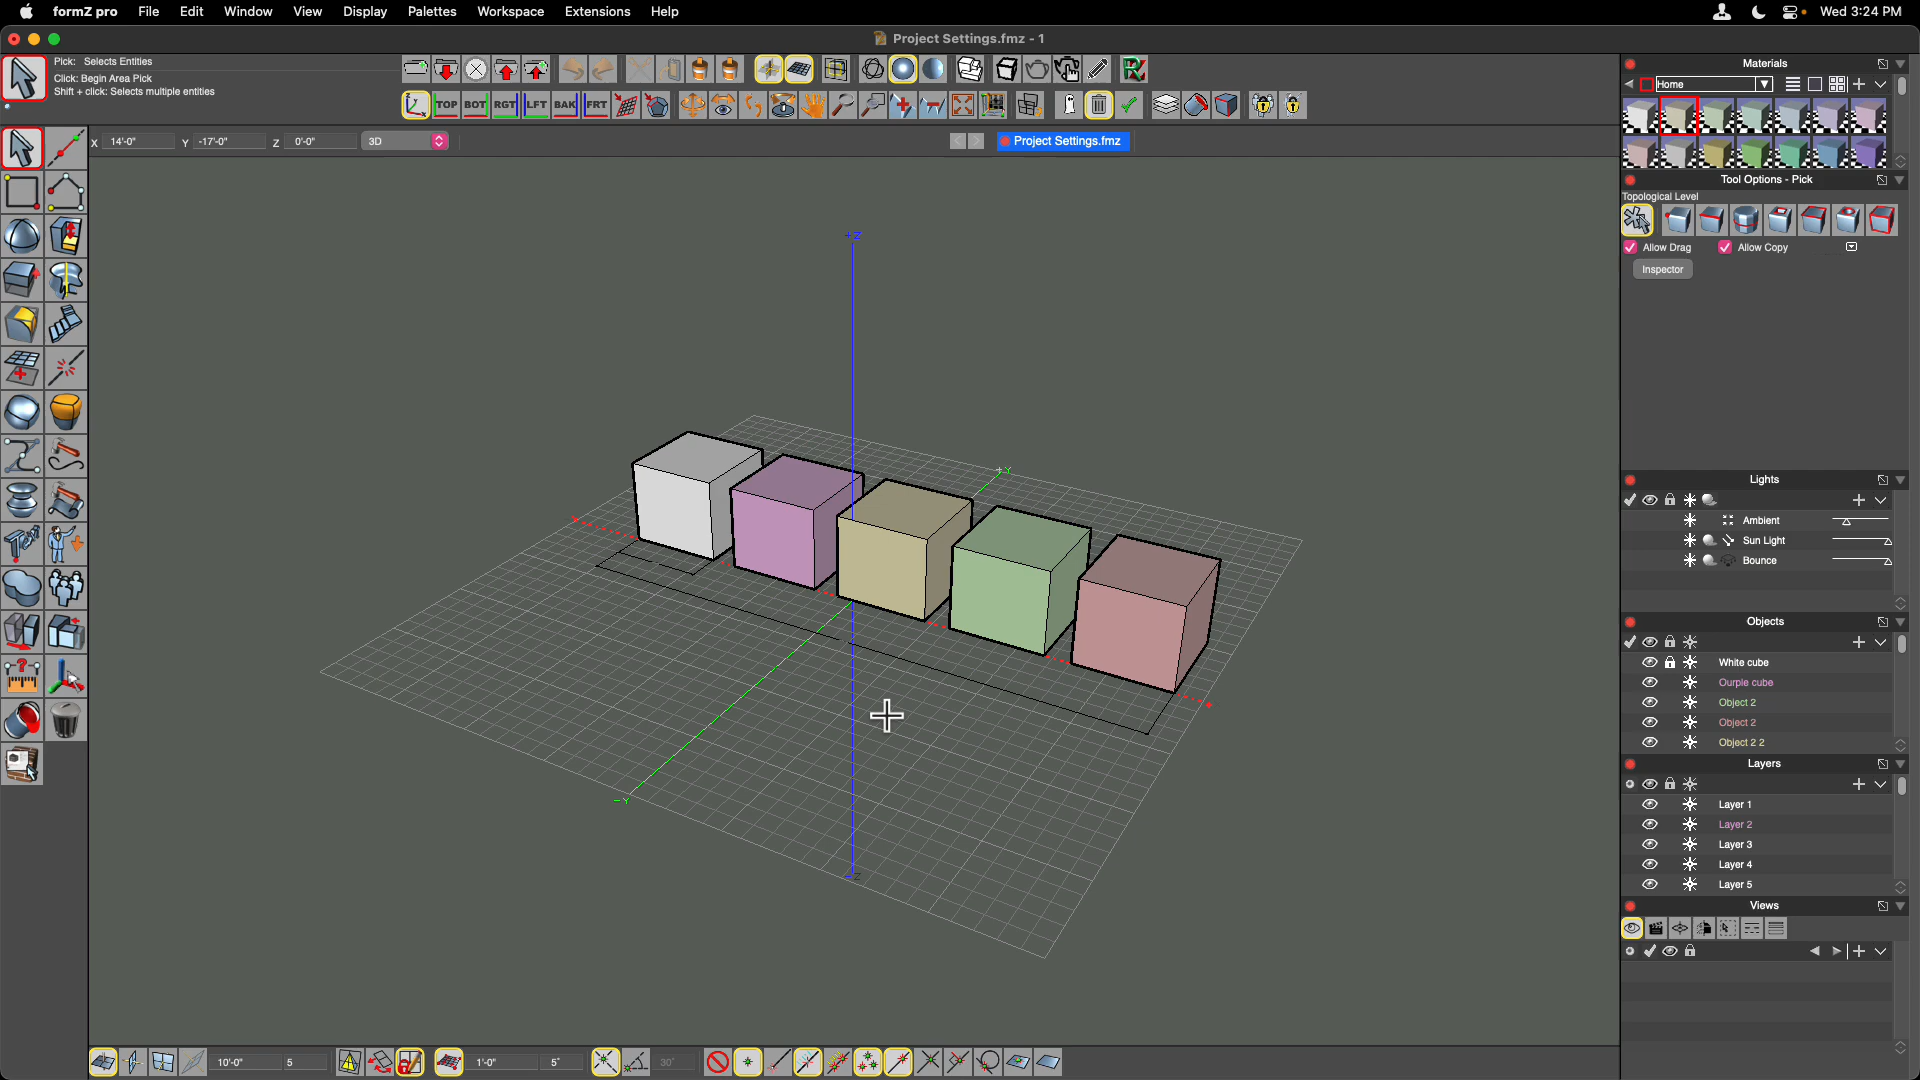 formZ pro File Edit Window View Display Palettes Workspace Extensions Help Wed 3:24 PM
Project Settings.fmz - 1
Pick: Selects Entities
Click: Begin Area Pick
Shift + click: Selects multiple entities
TOP BOT RGT LFT BAK FRT
X 14'-0" Y -17'-0" Z 0'-0" 3D
Project Settings.fmz
+Z
+Y
-Y
-Z
Materials
Home
Tool Options - Pick
Topological Level
Allow Drag Allow Copy
Inspector
Lights
Ambient
Sun Light
Bounce
Objects
White cube
Ourple cube
Object 2
Object 2
Object 2 2
Layers
Layer 1
Layer 2
Layer 3
Layer 4
Layer 5
Views
10'-0" 5 1'-0" 5° 30°